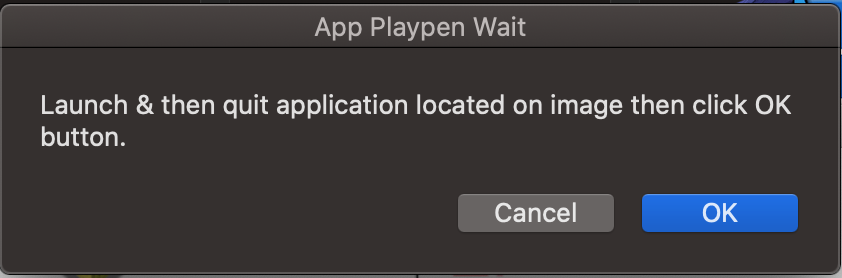 App Playpen Wait
Launch & then quit application located on image then click OK
button.
Cancel
OK